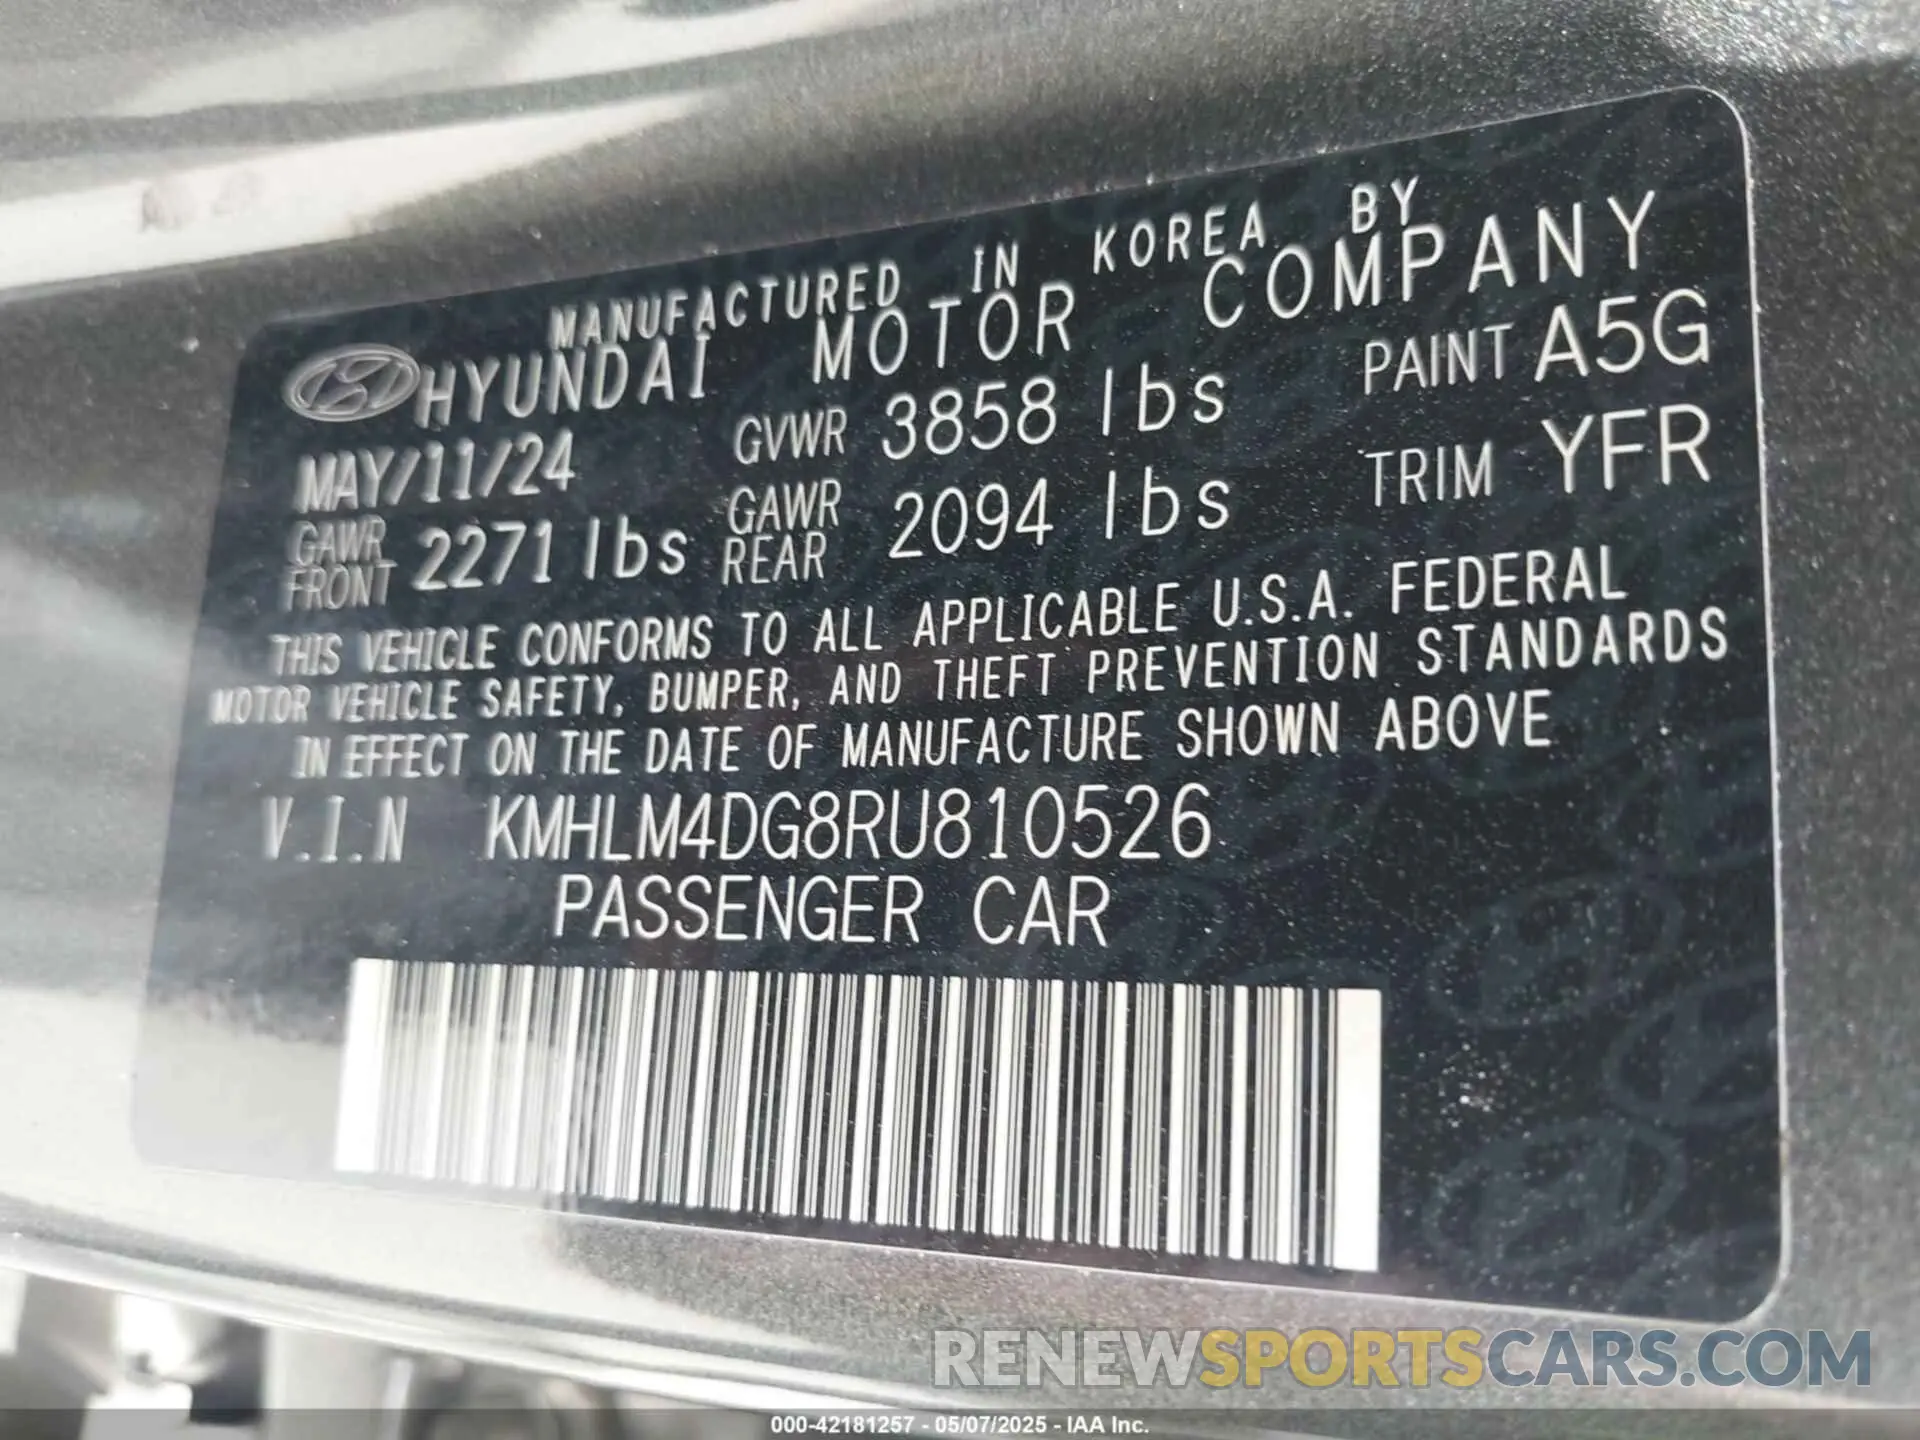 MANUFACTURED IN KOREA BY
HYUNDAI MOTOR COMPANY
MAY/11/24 GVWR 3858 lbs PAINT A5G
GAWR FRONT 2271 lbs GAWR REAR 2094 lbs TRIM YFR
THIS VEHICLE CONFORMS TO ALL APPLICABLE U.S.A. FEDERAL
MOTOR VEHICLE SAFETY, BUMPER, AND THEFT PREVENTION STANDARDS
IN EFFECT ON THE DATE OF MANUFACTURE SHOWN ABOVE
V.I.N KMHLM4DG8RU810526
PASSENGER CAR
RENEWSPORTSCARS.COM
000-42181257 - 05/07/2025 - IAA Inc.